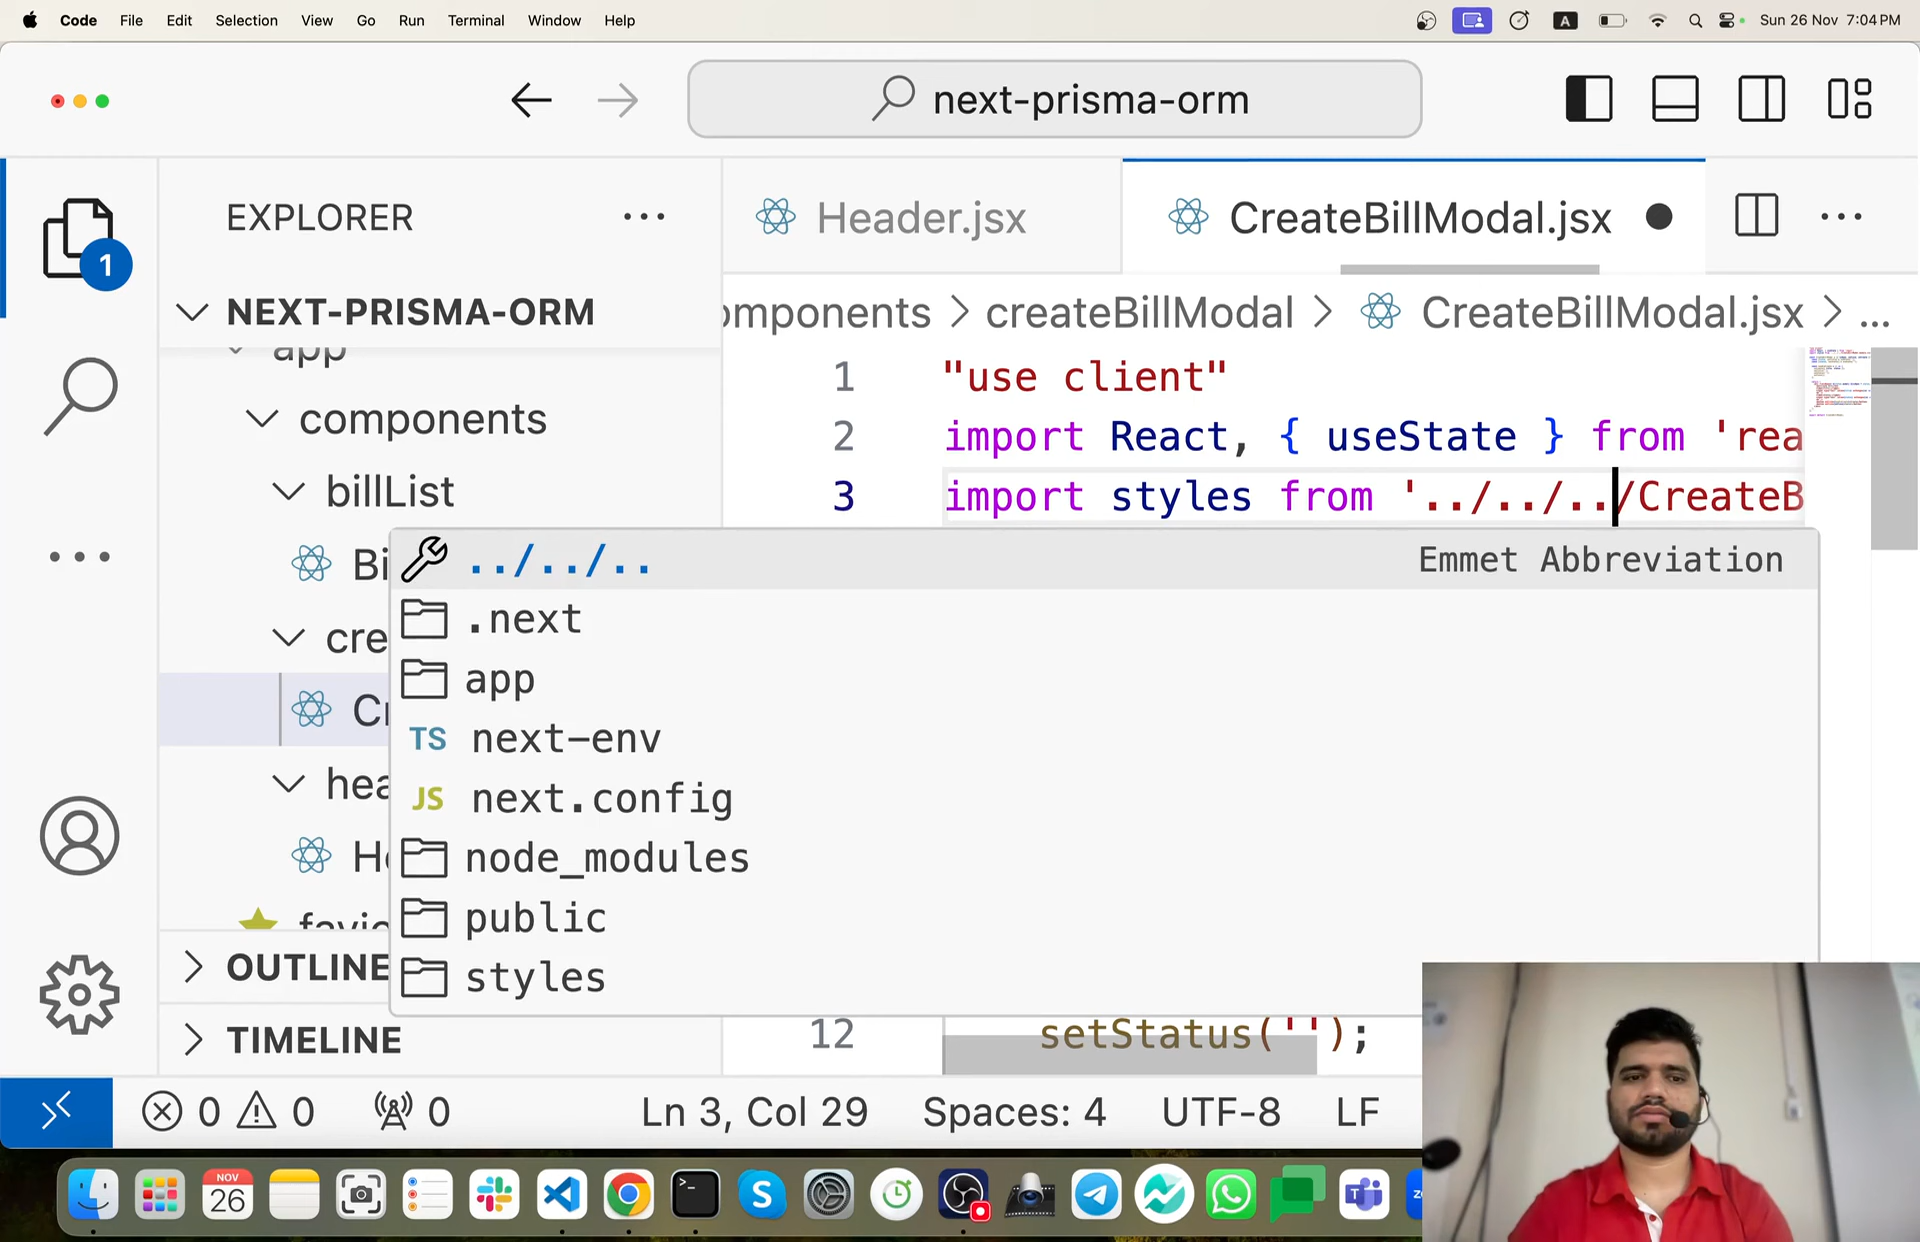 Code File Edit Selection View Go Run Terminal Window Help A Sun 26 Nov 7:04 PM
next-prisma-orm
EXPLORER
Header.jsx
CreateBillModal.jsx
1
NEXT-PRISMA-ORM
omponents > createBillModal > CreateBillModal.jsx > ...
app
components
billList
Bi
cre
Cr
hea
He
favic
OUTLINE
TIMELINE
1 "use client"
2 import React, { useState } from 'rea
3 import styles from '../../../CreateB
../../.. Emmet Abbreviation
.next
app
TS next-env
JS next.config
node_modules
public
styles
12 setStatus('');
0 0 0 Ln 3, Col 29 Spaces: 4 UTF-8 LF
NOV
26
S
T